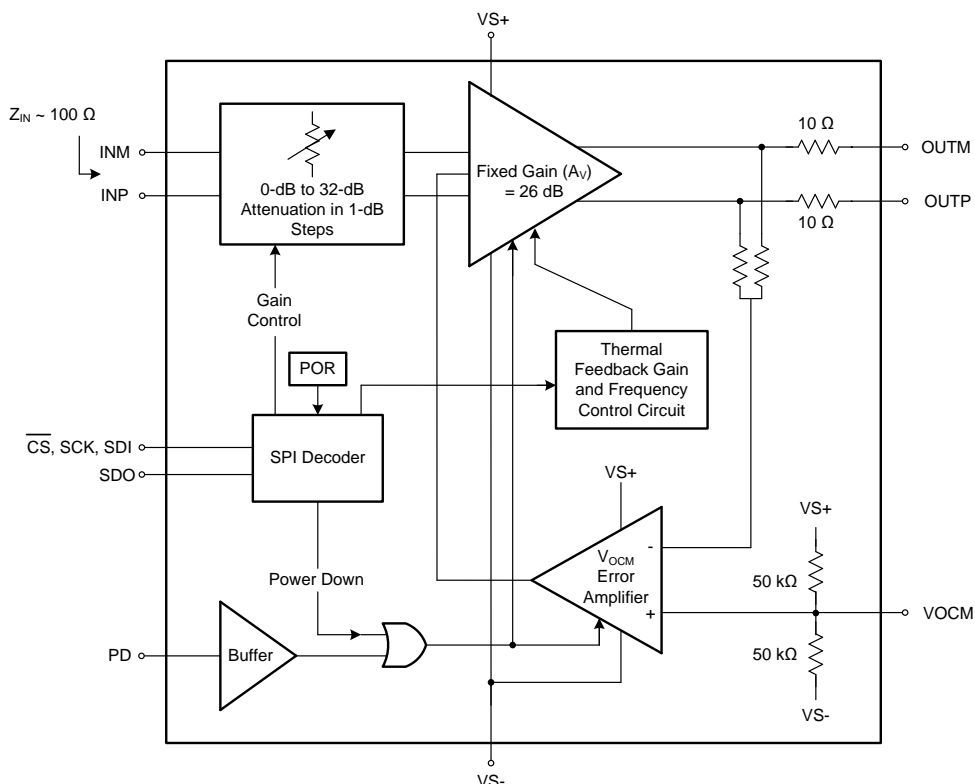 VS+
Z_IN ~ 100 Ω
INM
INP
0-dB to 32-dB
Attenuation in 1-dB
Steps
Fixed Gain (A_V)
= 26 dB
10 Ω
OUTM
OUTP
10 Ω
Gain
Control
POR
Thermal
Feedback Gain
and Frequency
Control Circuit
C̅S̅, SCK, SDI
SDO
SPI Decoder
VS+
VS+
V_OCM
Error
Amplifier
-
+
50 kΩ
VOCM
50 kΩ
VS-
Power Down
PD
Buffer
VS-